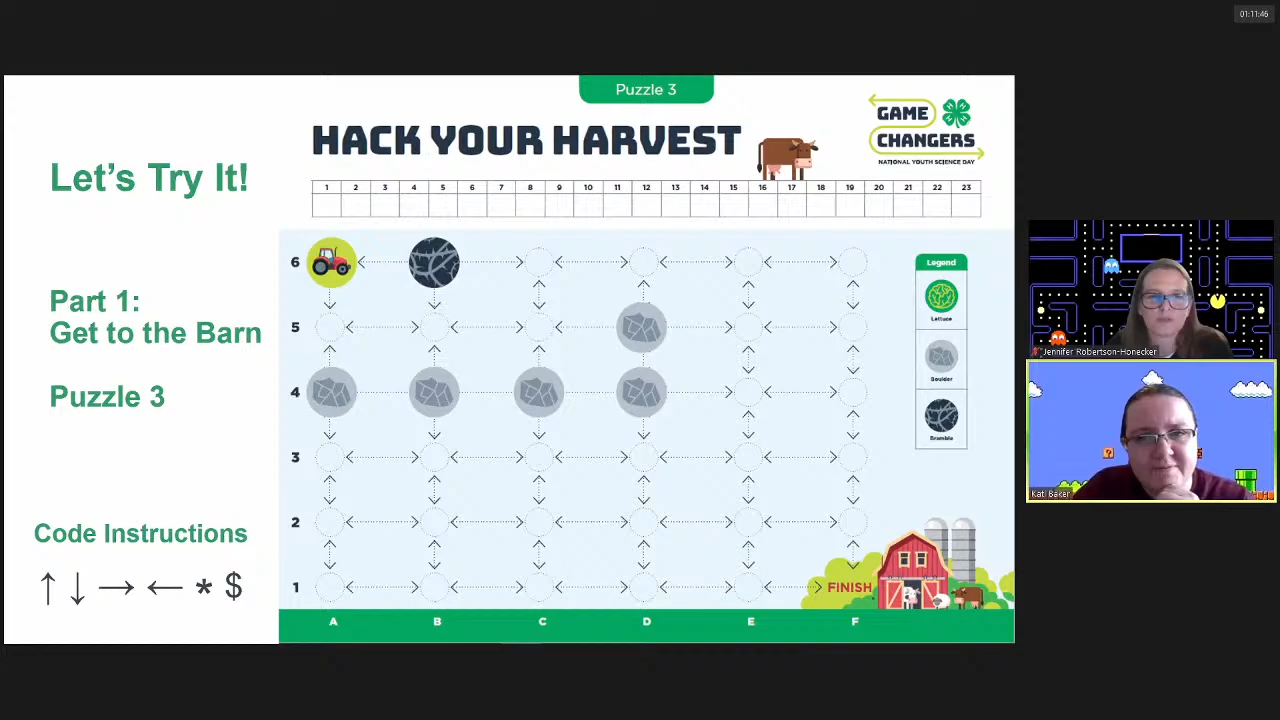 01:11:46
Puzzle 3
HACK YOUR HARVEST
GAME
CHANGERS
NATIONAL YOUTH SCIENCE DAY
Let's Try It!
1 2 3 4 5 6 7 8 9 10 11 12 13 14 15 16 17 18 19 20 21 22 23
Part 1:
Get to the Barn
Puzzle 3
6
5
4
3
2
1
Legend
Lettuce
Boulder
Bramble
Code Instructions
↑ ↓ → ← * $
FINISH
A B C D E F
Jennifer Robertson-Honecker
?
Kati Baker